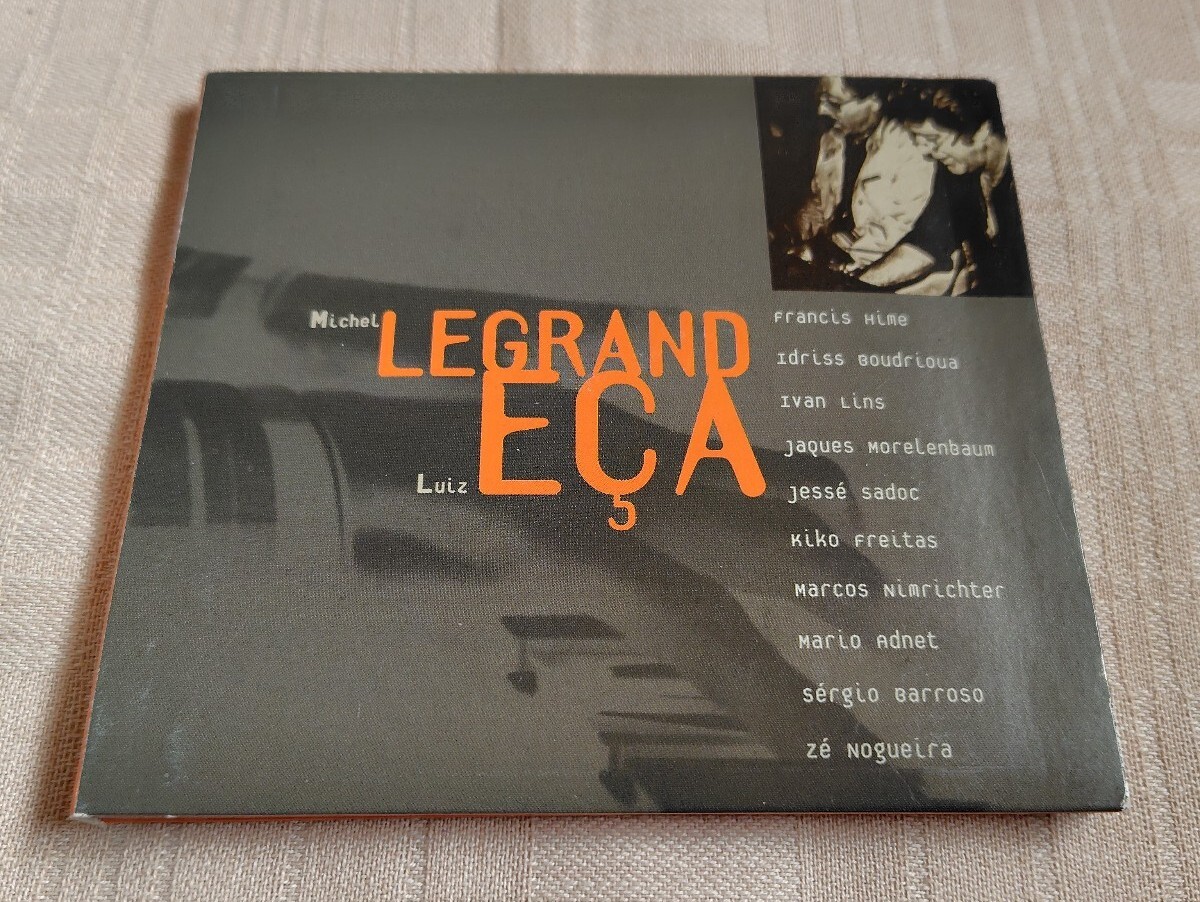 Michel LEGRAND
Luiz EÇA
Francis Hime
Idriss Boudrioua
Ivan Lins
Jaques Morelenbaum
Jessé Sadoc
Kiko Freitas
Marcos Nimrichter
Mario Adnet
Sérgio Barroso
Zé Nogueira